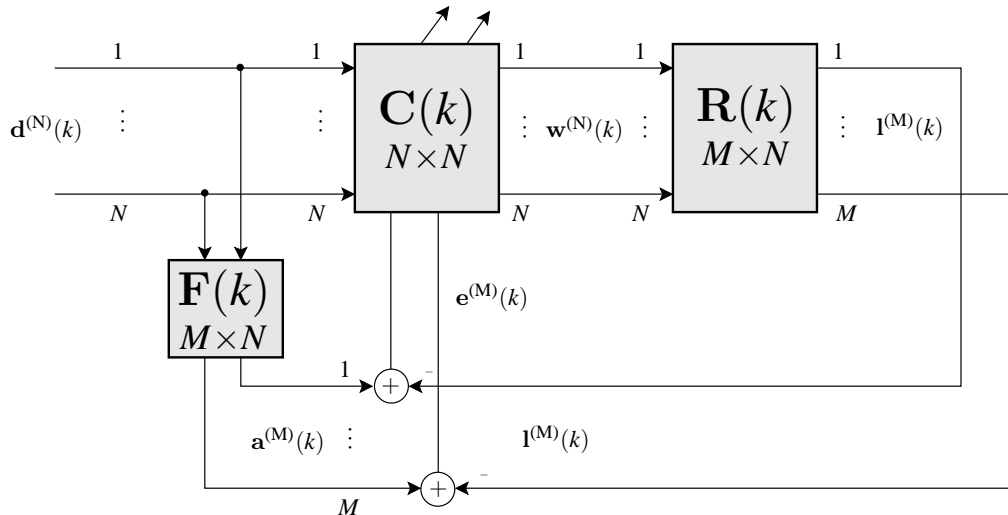 1 1 1 1 1
C(k)
N×N
R(k)
M×N
d^(N)(k) ⋮ ⋮ ⋮ w^(N)(k) ⋮ ⋮ l^(M)(k)
N N N N M
F(k)
M×N
e^(M)(k)
1 + −
a^(M)(k) ⋮ l^(M)(k)
M + −